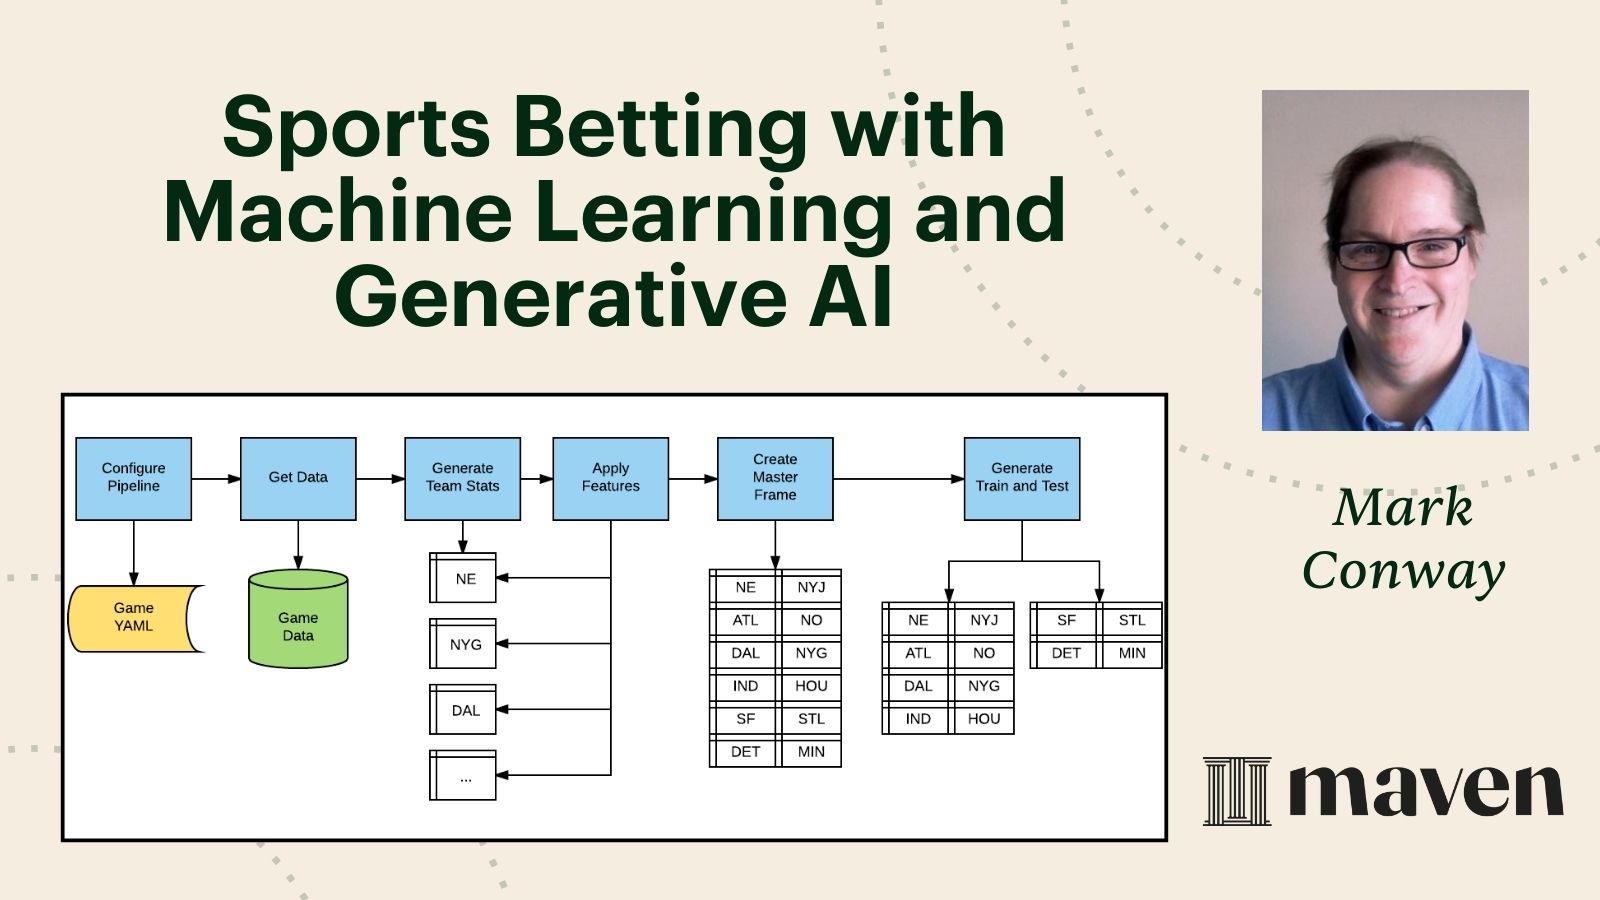 Sports Betting with
Machine Learning and
Generative AI
Mark
Conway
maven
Configure
Pipeline
Get Data
Generate
Team Stats
Apply
Features
Create
Master
Frame
Generate
Train and Test
Game
YAML
Game
Data
NE
NYG
DAL
...
NE NYJ
ATL NO
DAL NYG
IND HOU
SF STL
DET MIN
NE NYJ
ATL NO
DAL NYG
IND HOU
SF STL
DET MIN